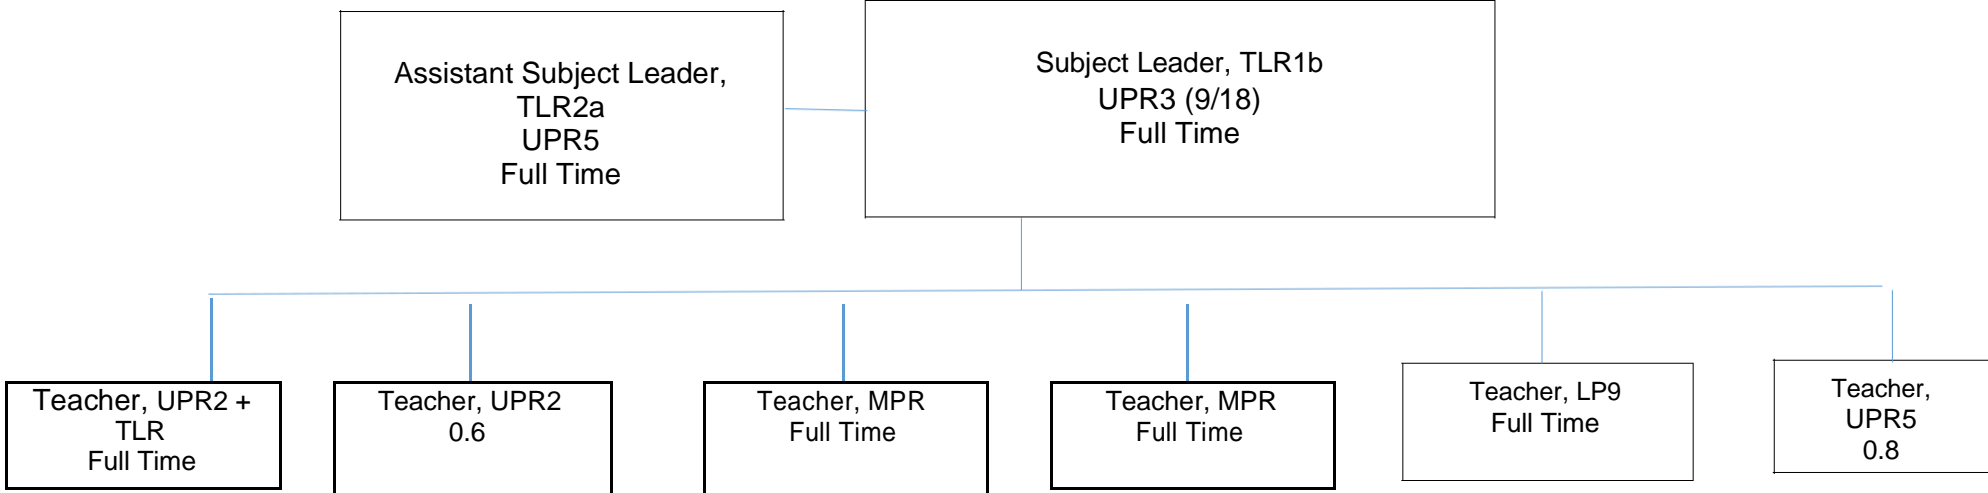 Assistant Subject Leader,
TLR2a
UPR5
Full Time
Subject Leader, TLR1b
UPR3 (9/18)
Full Time
Teacher, UPR2 +
TLR
Full Time
Teacher, UPR2
0.6
Teacher, MPR
Full Time
Teacher, MPR
Full Time
Teacher, LP9
Full Time
Teacher,
UPR5
0.8